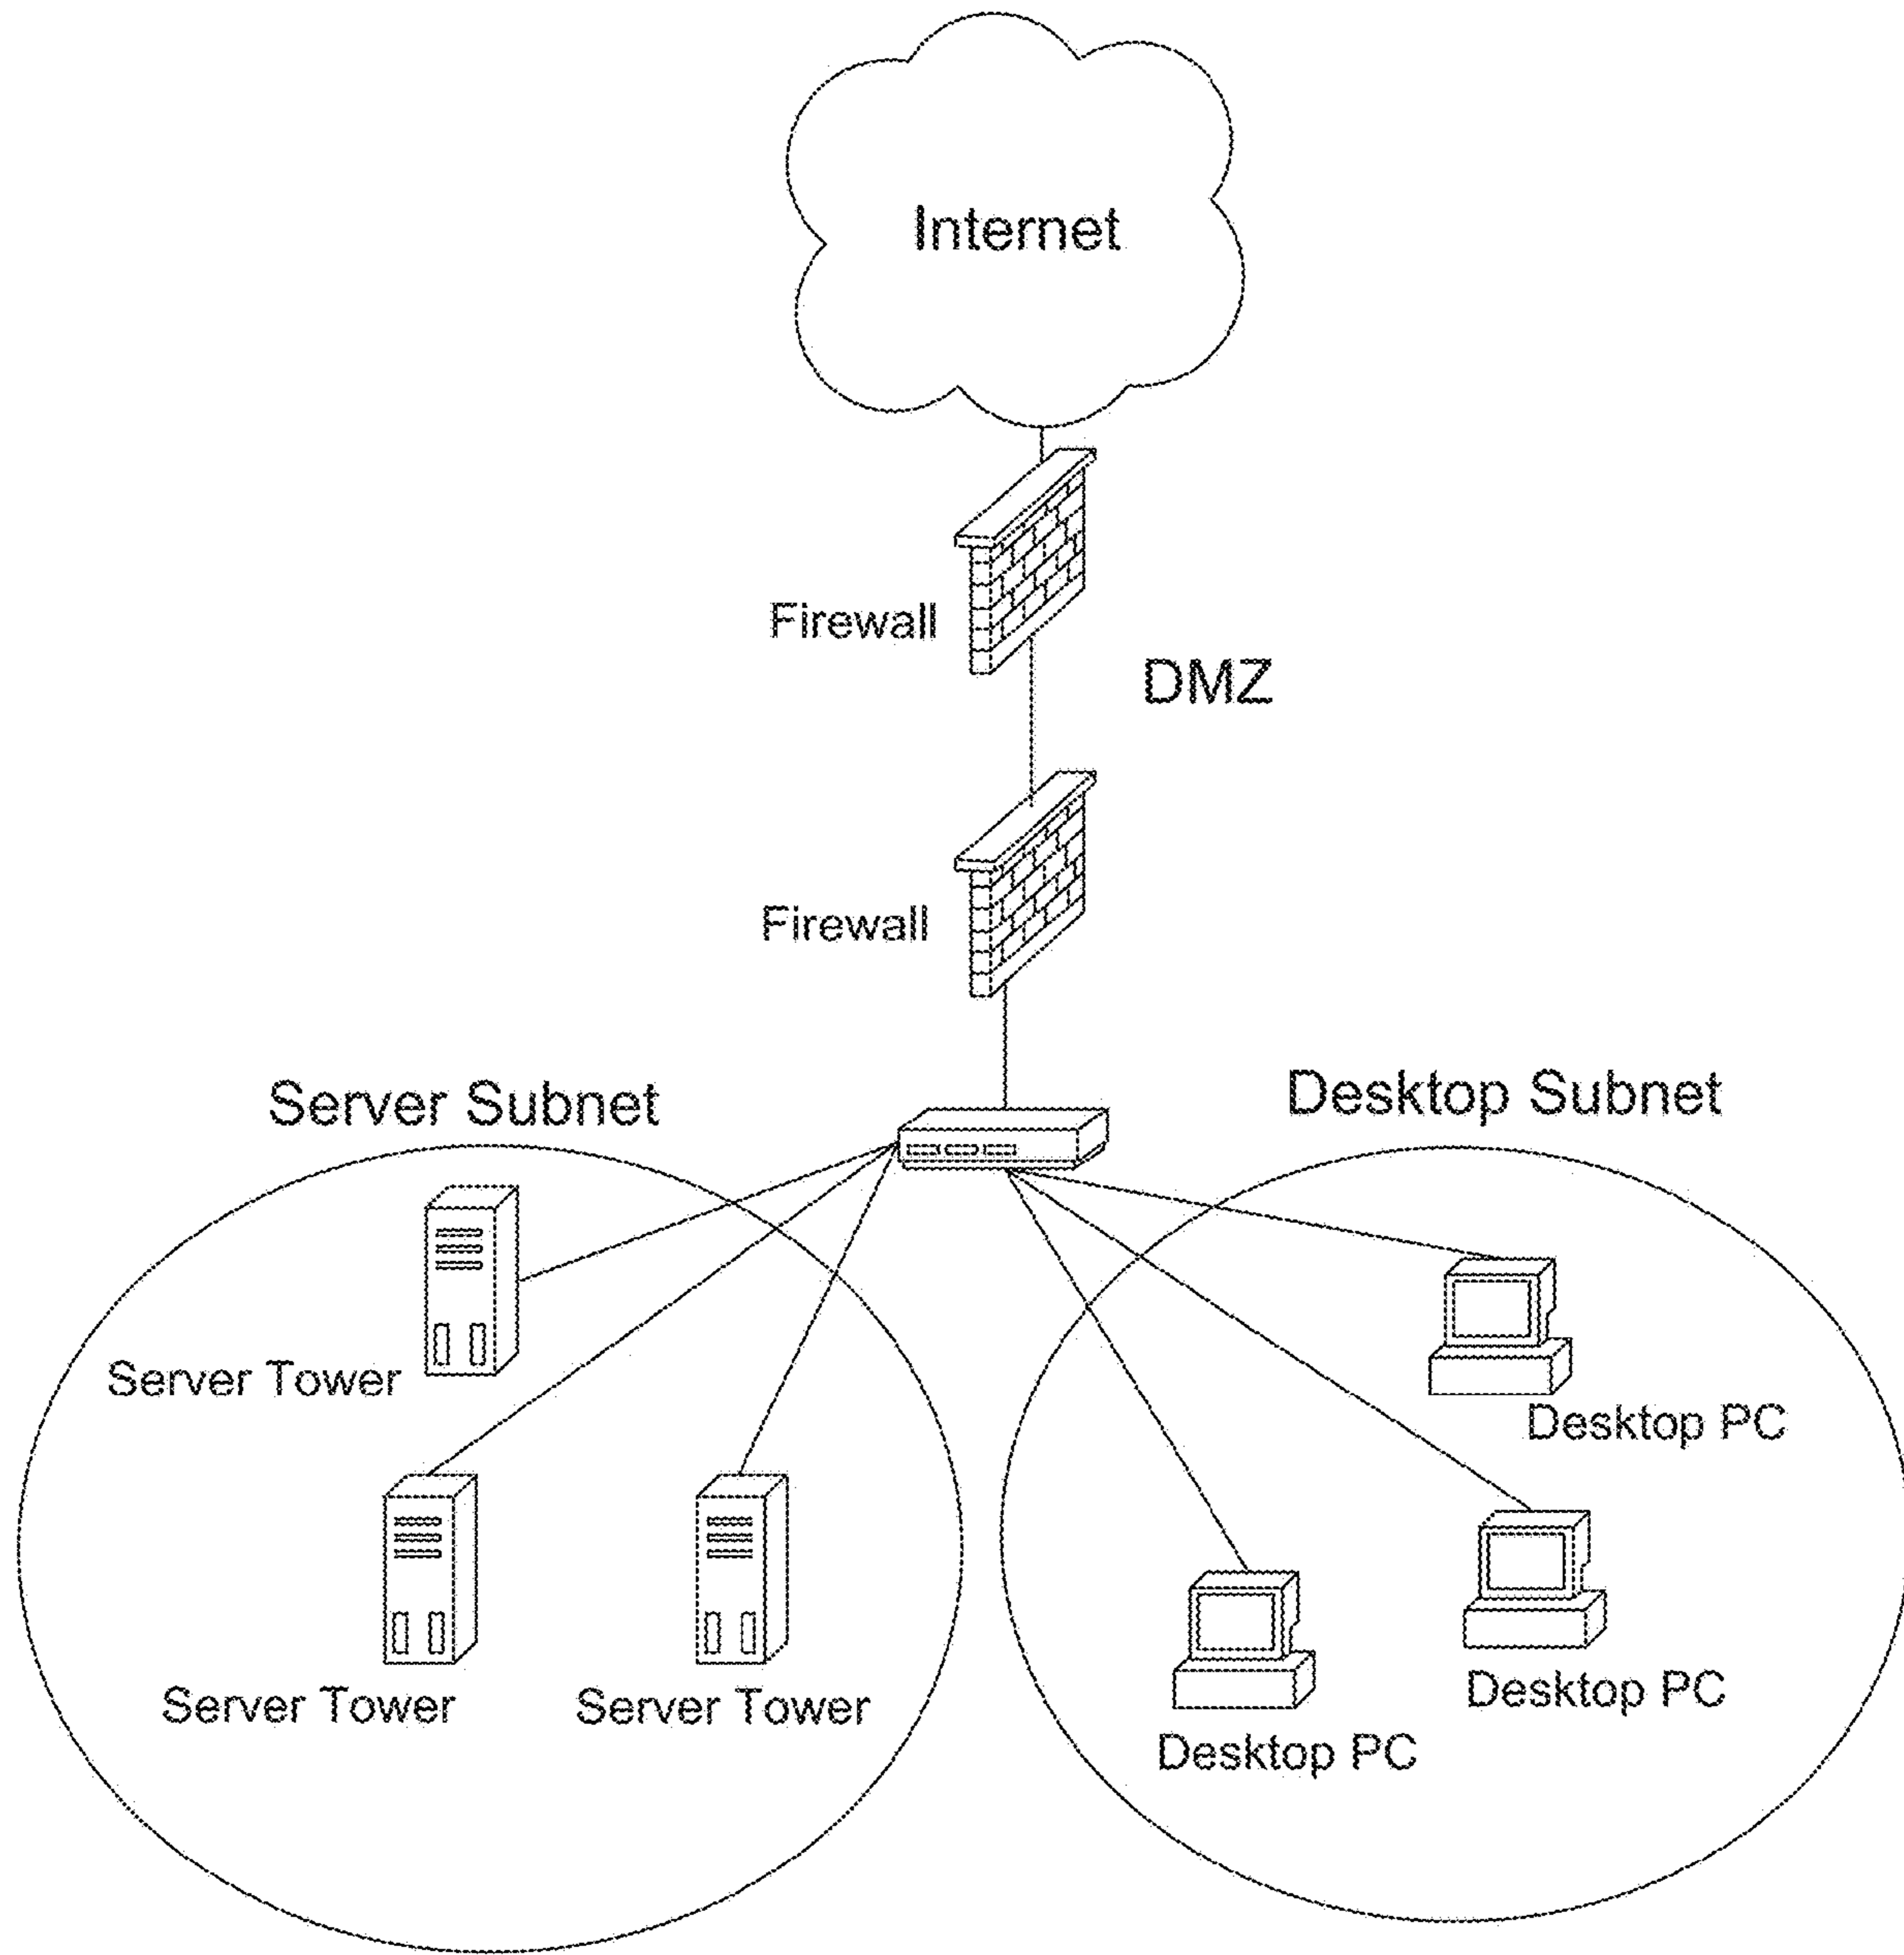 Internet
Firewall
DMZ
Firewall
Server Subnet
Desktop Subnet
Server Tower
Desktop PC
Server Tower
Server Tower
Desktop PC
Desktop PC